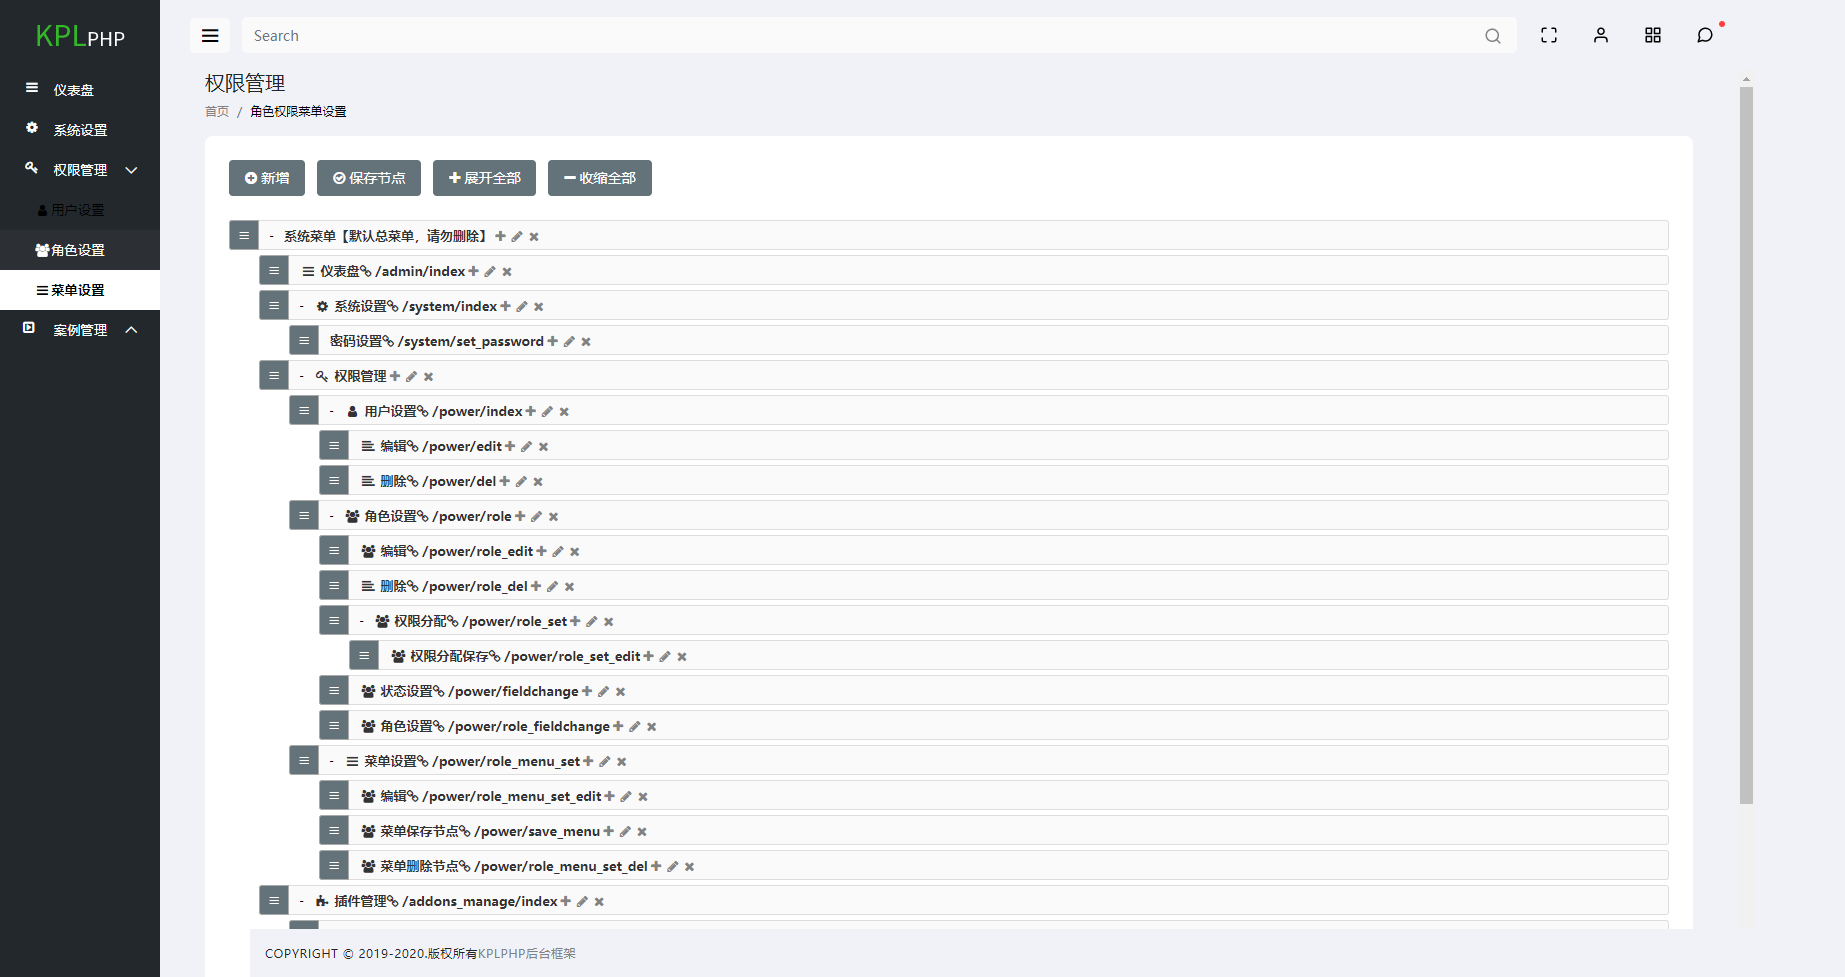 KPLPHP
Search
仪表盘
系统设置
权限管理
用户设置
角色设置
菜单设置
案例管理
权限管理
首页 / 角色权限菜单设置
新增 保存节点 展开全部 收缩全部
- 系统菜单【默认总菜单，请勿删除】
仪表盘 /admin/index
- 系统设置 /system/index
密码设置 /system/set_password
- 权限管理
- 用户设置 /power/index
编辑 /power/edit
删除 /power/del
- 角色设置 /power/role
编辑 /power/role_edit
删除 /power/role_del
- 权限分配 /power/role_set
权限分配保存 /power/role_set_edit
状态设置 /power/fieldchange
角色设置 /power/role_fieldchange
- 菜单设置 /power/role_menu_set
编辑 /power/role_menu_set_edit
菜单保存节点 /power/save_menu
菜单删除节点 /power/role_menu_set_del
- 插件管理 /addons_manage/index
COPYRIGHT © 2019-2020.版权所有KPLPHP后台框架